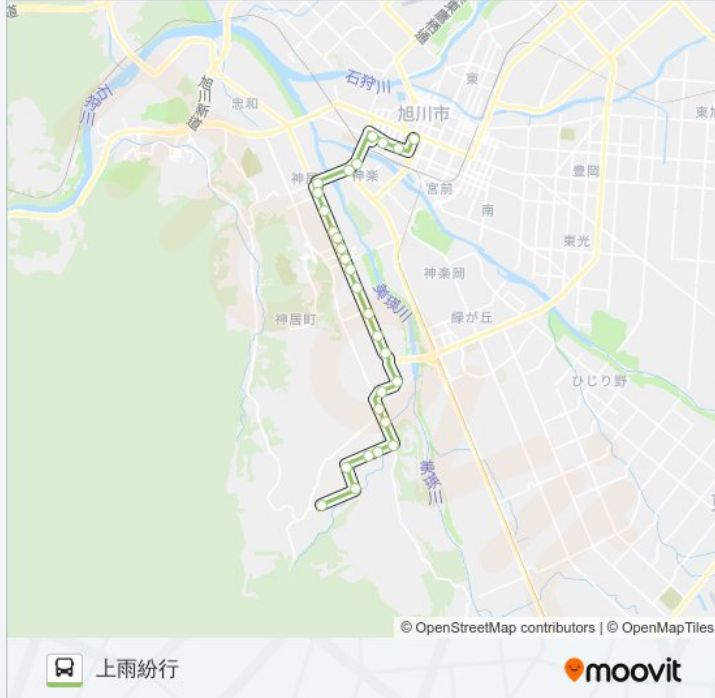 石狩川
東
忠和
旭川新道
石狩川
旭川市
豊岡
神楽
宮前
南
東光
神楽岡
美瑛川
緑が丘
神居町
ひじり野
美瑛川
© OpenStreetMap contributors | © OpenMapTiles
上雨紛行
moovit